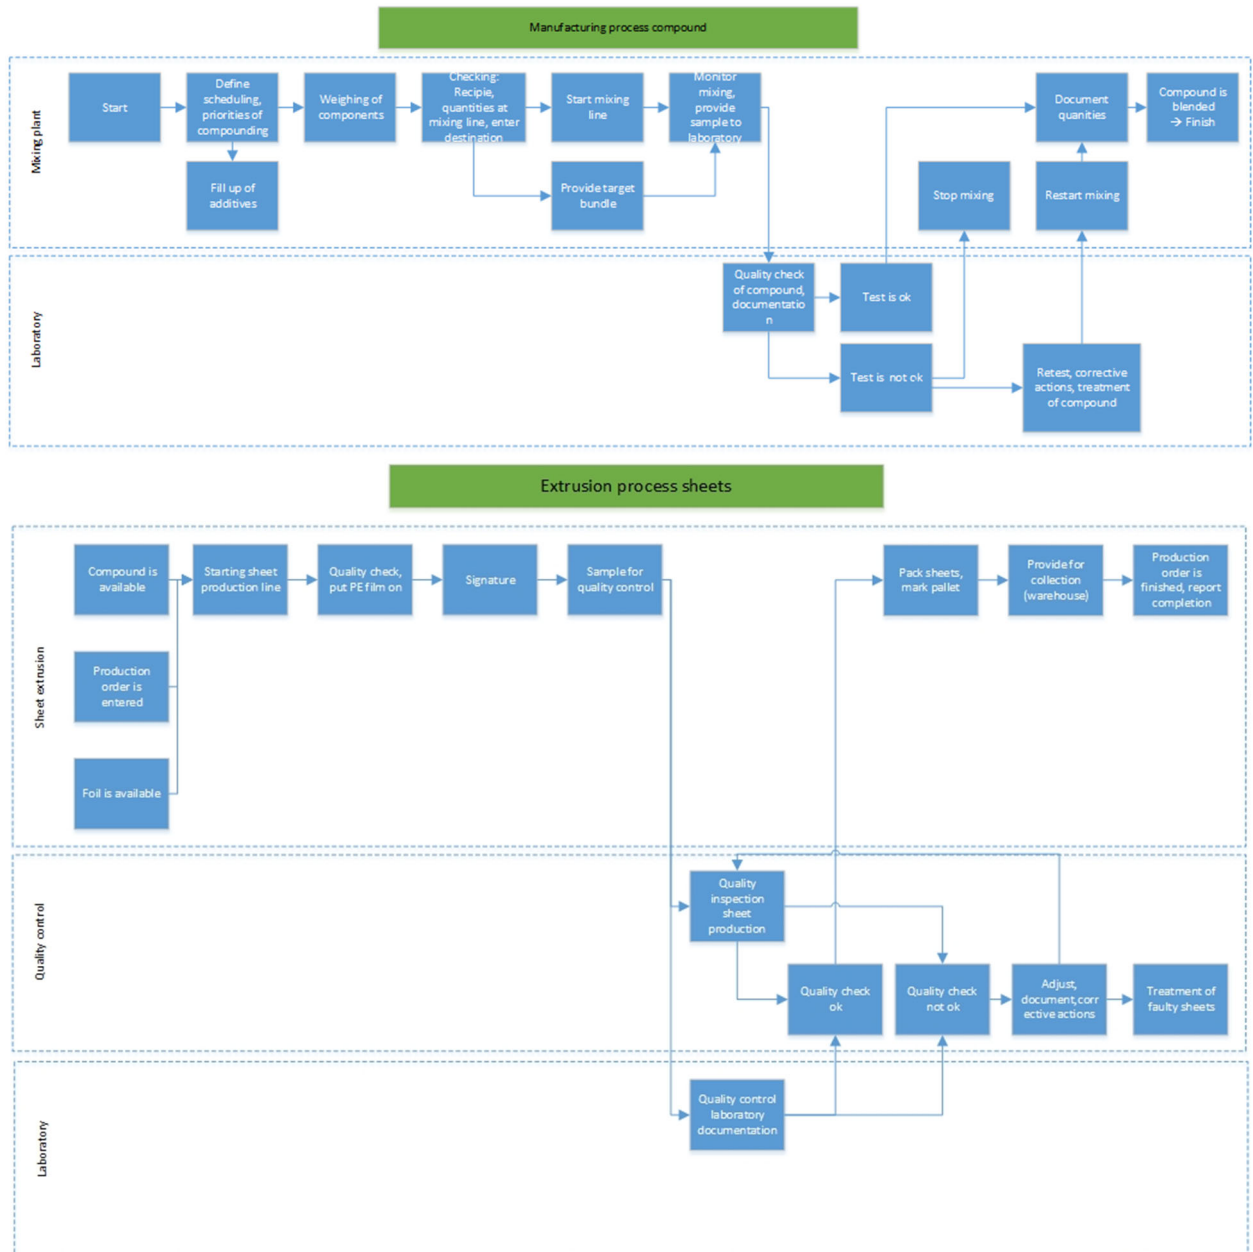 Manufacturing process compound
Mixing plant
Start
Define
scheduling,
priorities of
compounding
Weighing of
components
Checking:
Recipie,
quantities at
mixing line, enter
destination
Start mixing
line
Monitor
mixing,
provide
sample to
laboratory
Document
quanities
Compound is
blended
→ Finish
Fill up of
additives
Provide target
bundle
Stop mixing
Restart mixing
Laboratory
Quality check
of compound,
documentatio
n
Test is ok
Test is not ok
Retest, corrective
actions, treatment
of compound
Extrusion process sheets
Sheet extrusion
Compound is
available
Starting sheet
production line
Quality check,
put PE film on
Signature
Sample for
quality control
Pack sheets,
mark pallet
Provide for
collection
(warehouse)
Production
order is
finished, report
completion
Production
order is
entered
Foil is available
Quality control
Quality
inspection
sheet
production
Quality check
ok
Quality check
not ok
Adjust,
document,corr
ective actions
Treatment of
faulty sheets
Laboratory
Quality control
laboratory
documentation